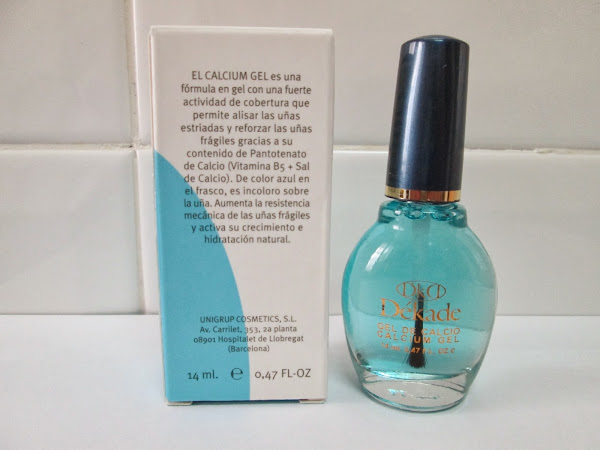 EL CALCIUM GEL es una
fórmula en gel con una fuerte
actividad de cobertura que
permite alisar las uñas
estriadas y reforzar las uñas
frágiles gracias a su
contenido de Pantotenato
de Calcio (Vitamina B5 + Sal
de Calcio). De color azul en
el frasco, es incoloro sobre
la uña. Aumenta la resistencia
mecánica de las uñas frágiles
y activa su crecimiento e
hidratación natural.
UNIGRUP COSMETICS, S.L.
Av. Carrilet, 353, 2a planta
08901 Hospitalet de Llobregat
(Barcelona)
14 ml. e 0,47 FL-OZ
Dekade
GEL DE CALCIO
CALCIUM GEL
0.47 FL. OZ e